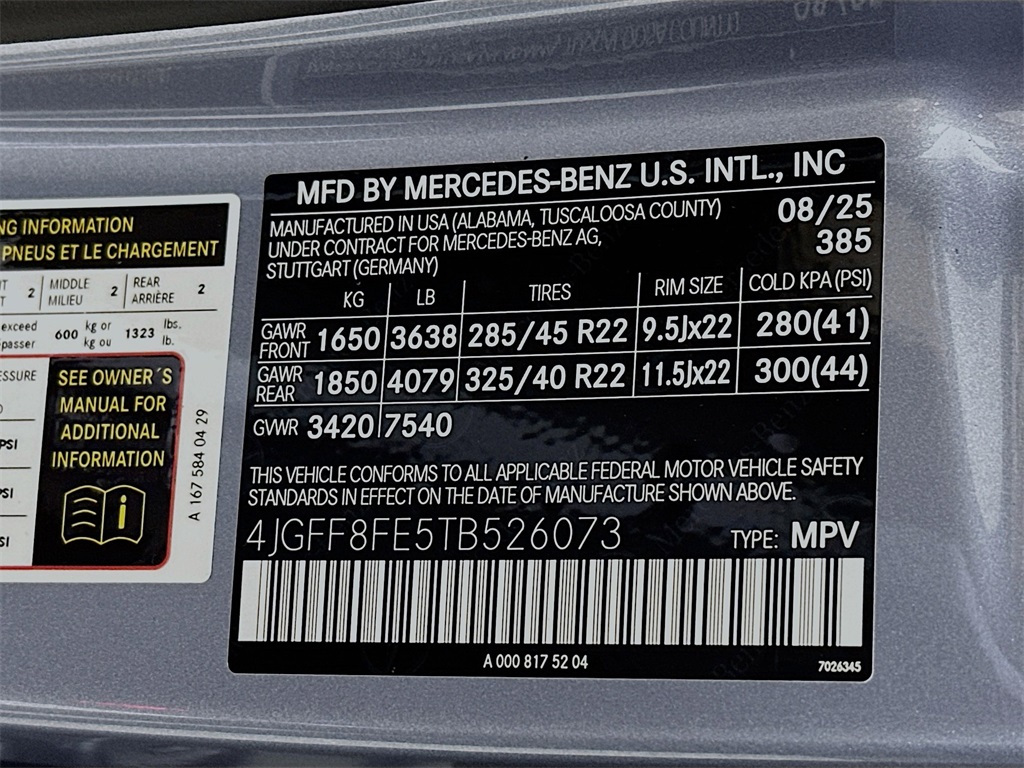 NG INFORMATION
PNEUS ET LE CHARGEMENT
2 MIDDLE MILIEU 2 REAR ARRIÈRE 2
exceed 600 kg or 1323 lbs.
kg ou lb.
SEE OWNER´S
MANUAL FOR
ADDITIONAL
INFORMATION
PSI
A 167 584 04 29
MFD BY MERCEDES-BENZ U.S. INTL., INC
MANUFACTURED IN USA (ALABAMA, TUSCALOOSA COUNTY) 08/25
UNDER CONTRACT FOR MERCEDES-BENZ AG, 385
STUTTGART (GERMANY)
KG LB TIRES RIM SIZE COLD KPA (PSI)
GAWR FRONT 1650 3638 285/45 R22 9.5Jx22 280(41)
GAWR REAR 1850 4079 325/40 R22 11.5Jx22 300(44)
GVWR 3420 7540
THIS VEHICLE CONFORMS TO ALL APPLICABLE FEDERAL MOTOR VEHICLE SAFETY
STANDARDS IN EFFECT ON THE DATE OF MANUFACTURE SHOWN ABOVE.
4JGFF8FE5TB526073 TYPE: MPV
A 000 817 52 04
7026345